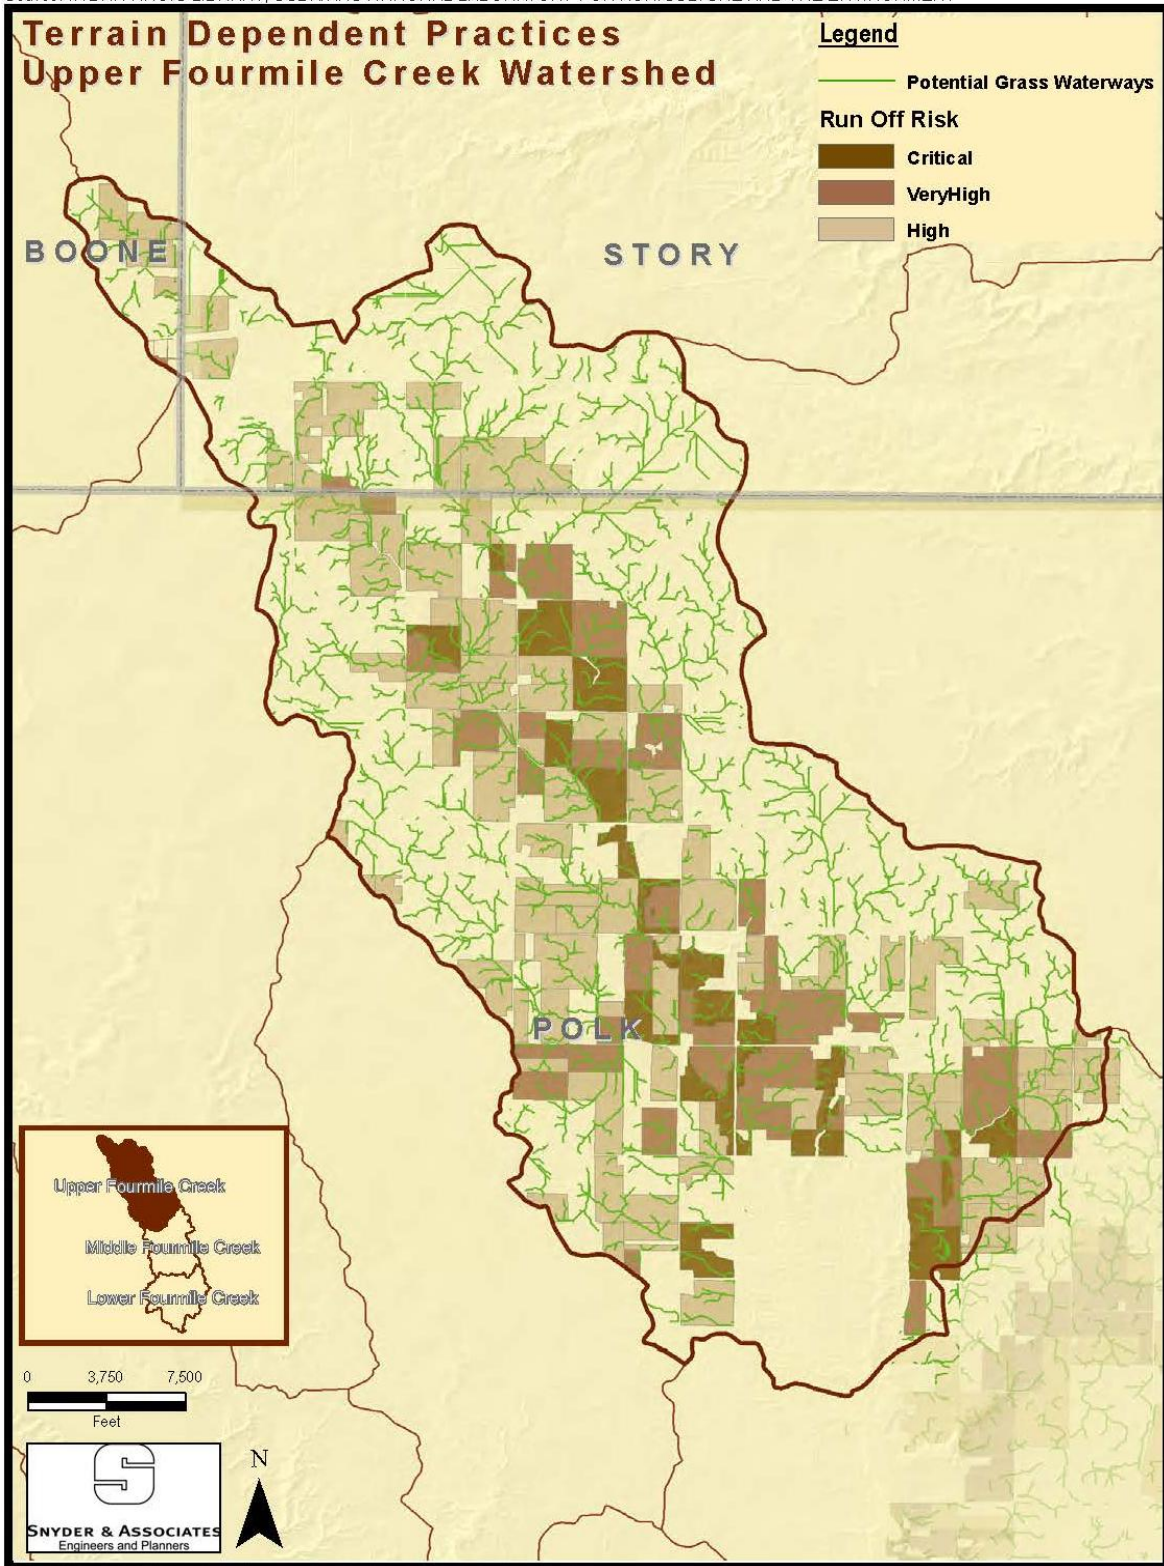 Terrain Dependent Practices
Upper Fourmile Creek Watershed
Legend
Potential Grass Waterways
Run Off Risk
Critical
VeryHigh
High
BOONE
STORY
POLK
Upper Fourmile Creek
Middle Fourmile Creek
Lower Fourmile Creek
0 3,750 7,500
Feet
S
SNYDER & ASSOCIATES
Engineers and Planners
N